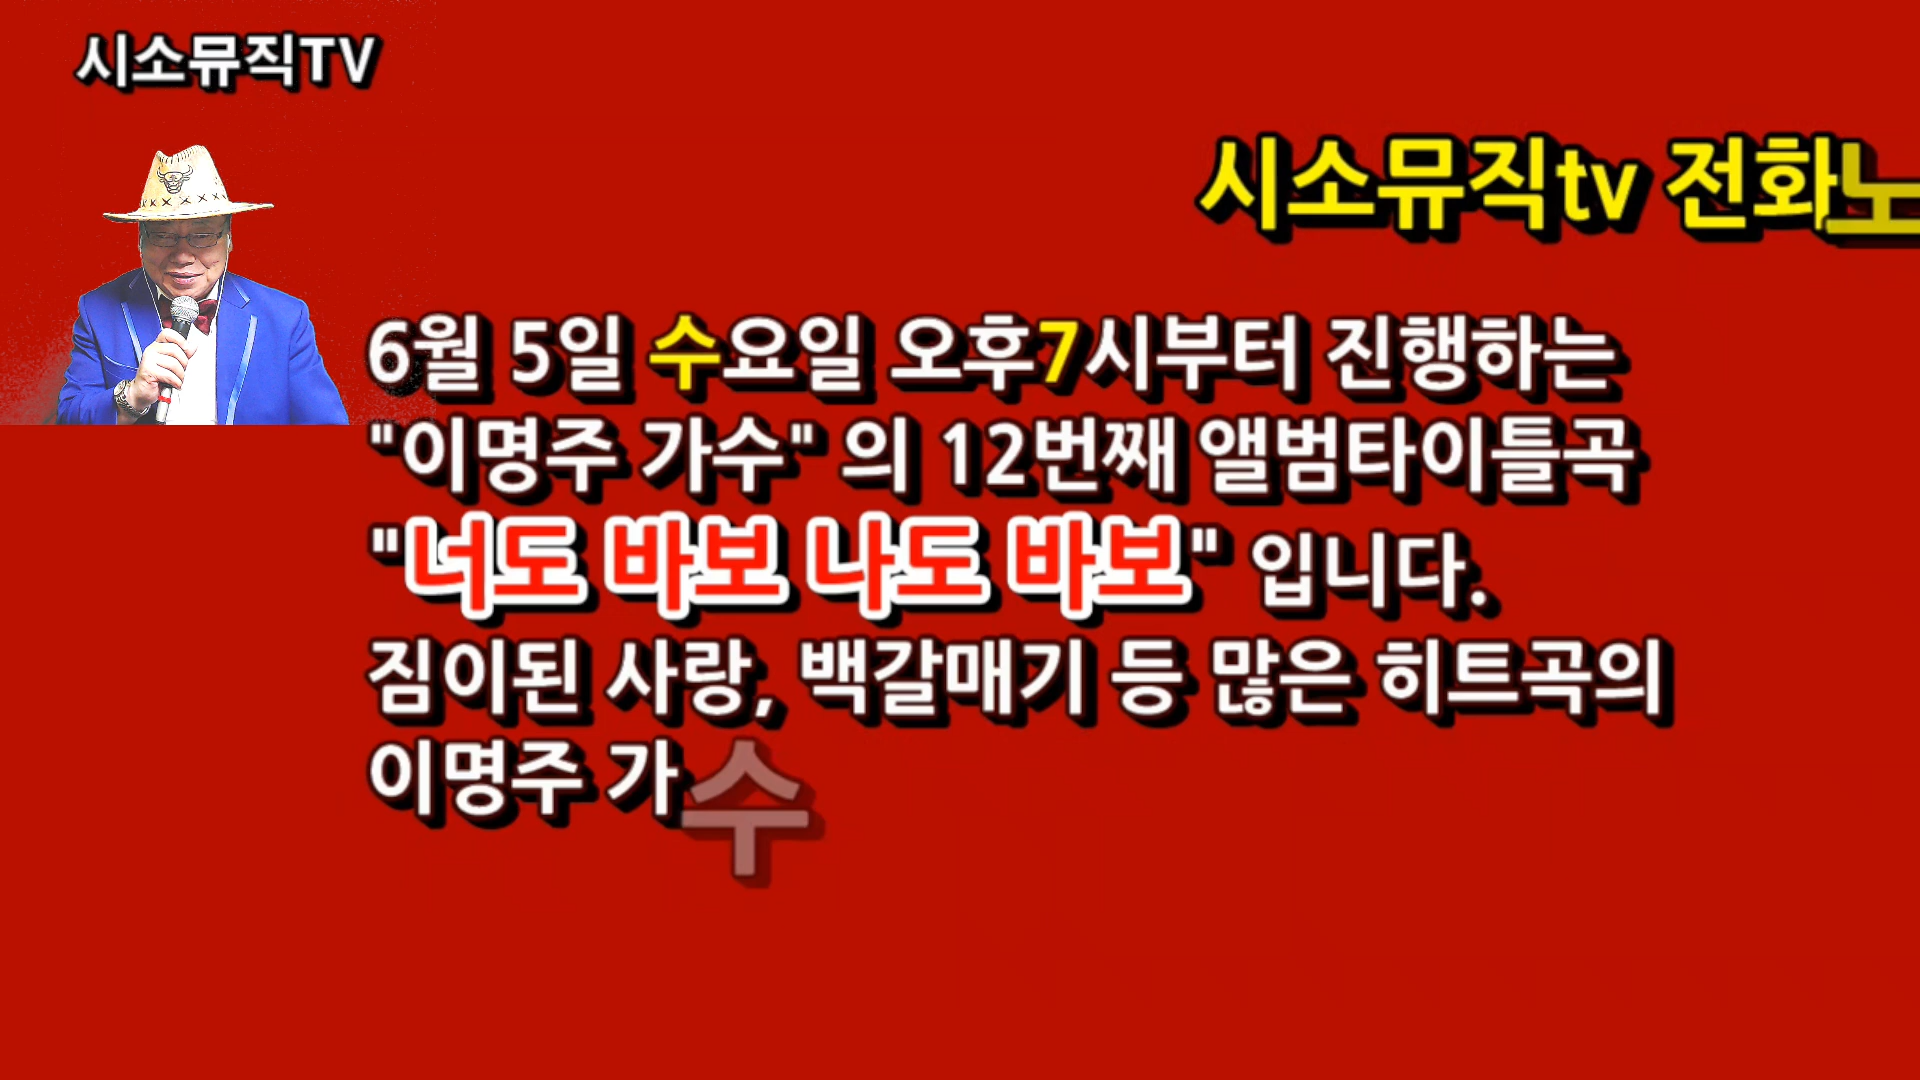 시소뮤직TV
시소뮤직tv 전화노
6월 5일 수요일 오후7시부터 진행하는
"이명주 가수" 의 12번째 앨범타이틀곡
"너도 바보 나도 바보" 입니다.
짐이된 사랑, 백갈매기 등 많은 히트곡의
이명주 가수